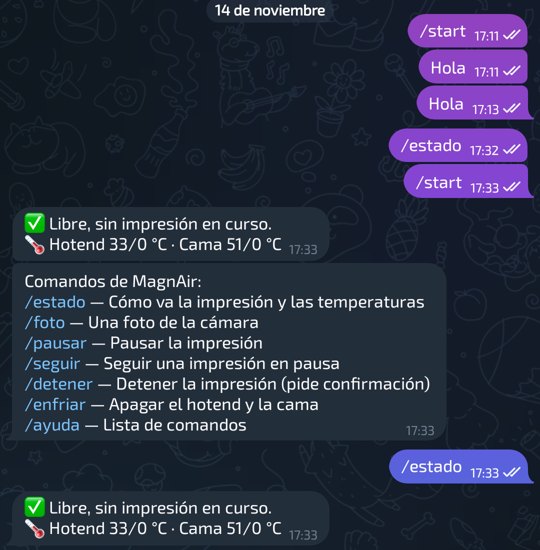 14 de noviembre
/start 17:11
Hola 17:11
Hola 17:13
/estado 17:32
/start 17:33
✅ Libre, sin impresión en curso.
🌡️ Hotend 33/0 °C · Cama 51/0 °C 17:33
Comandos de MagnAir:
/estado — Cómo va la impresión y las temperaturas
/foto — Una foto de la cámara
/pausar — Pausar la impresión
/seguir — Seguir una impresión en pausa
/detener — Detener la impresión (pide confirmación)
/enfriar — Apagar el hotend y la cama
/ayuda — Lista de comandos
17:33
/estado 17:33
✅ Libre, sin impresión en curso.
🌡️ Hotend 33/0 °C · Cama 51/0 °C 17:33